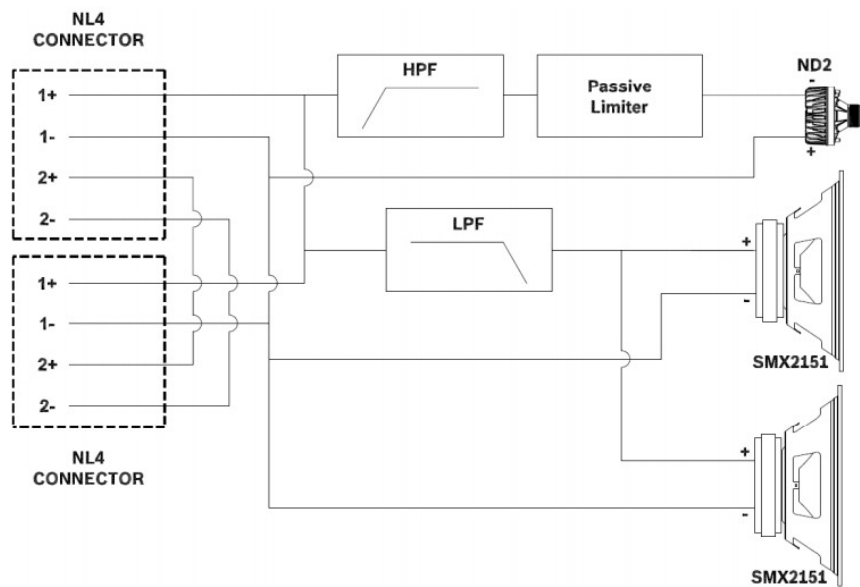 NL4
CONNECTOR
1+
1-
2+
2-
1+
1-
2+
2-
NL4
CONNECTOR
HPF
Passive
Limiter
ND2
-
+
LPF
+
-
SMX2151
+
-
SMX2151